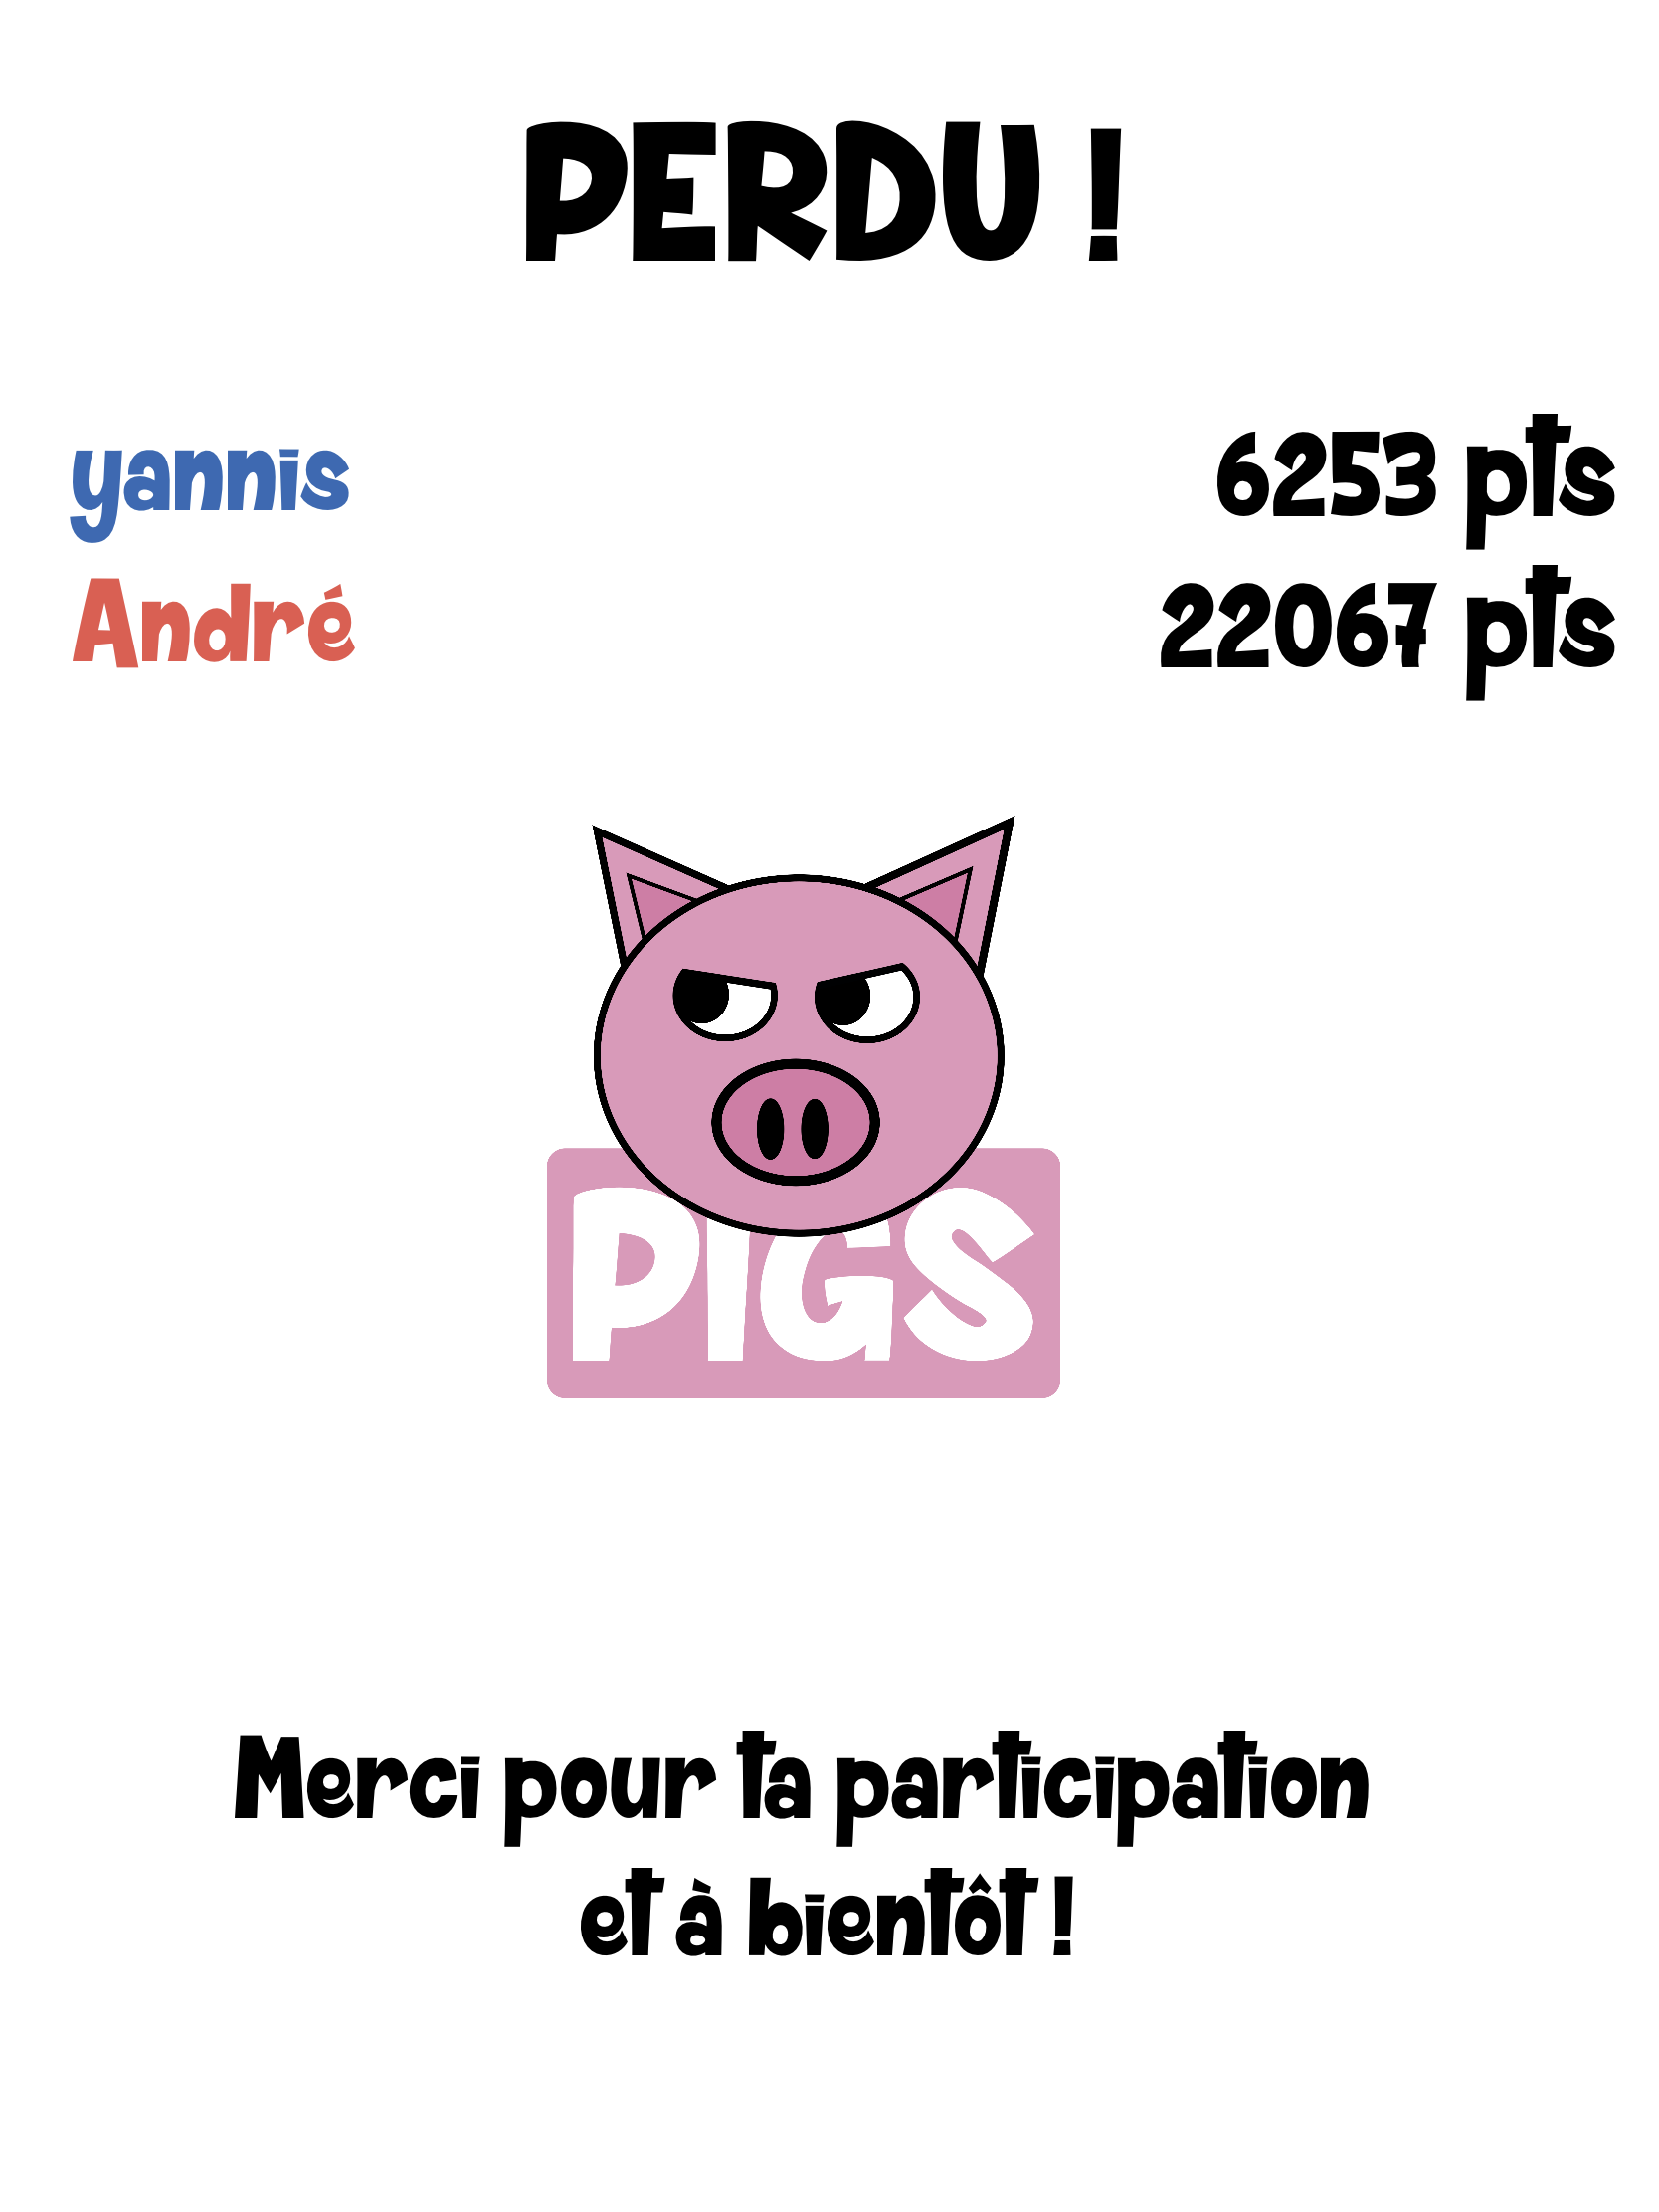 PERDU !
yannis 6253 pts
André 22067 pts
PIGS
Merci pour ta participation
et à bientôt !